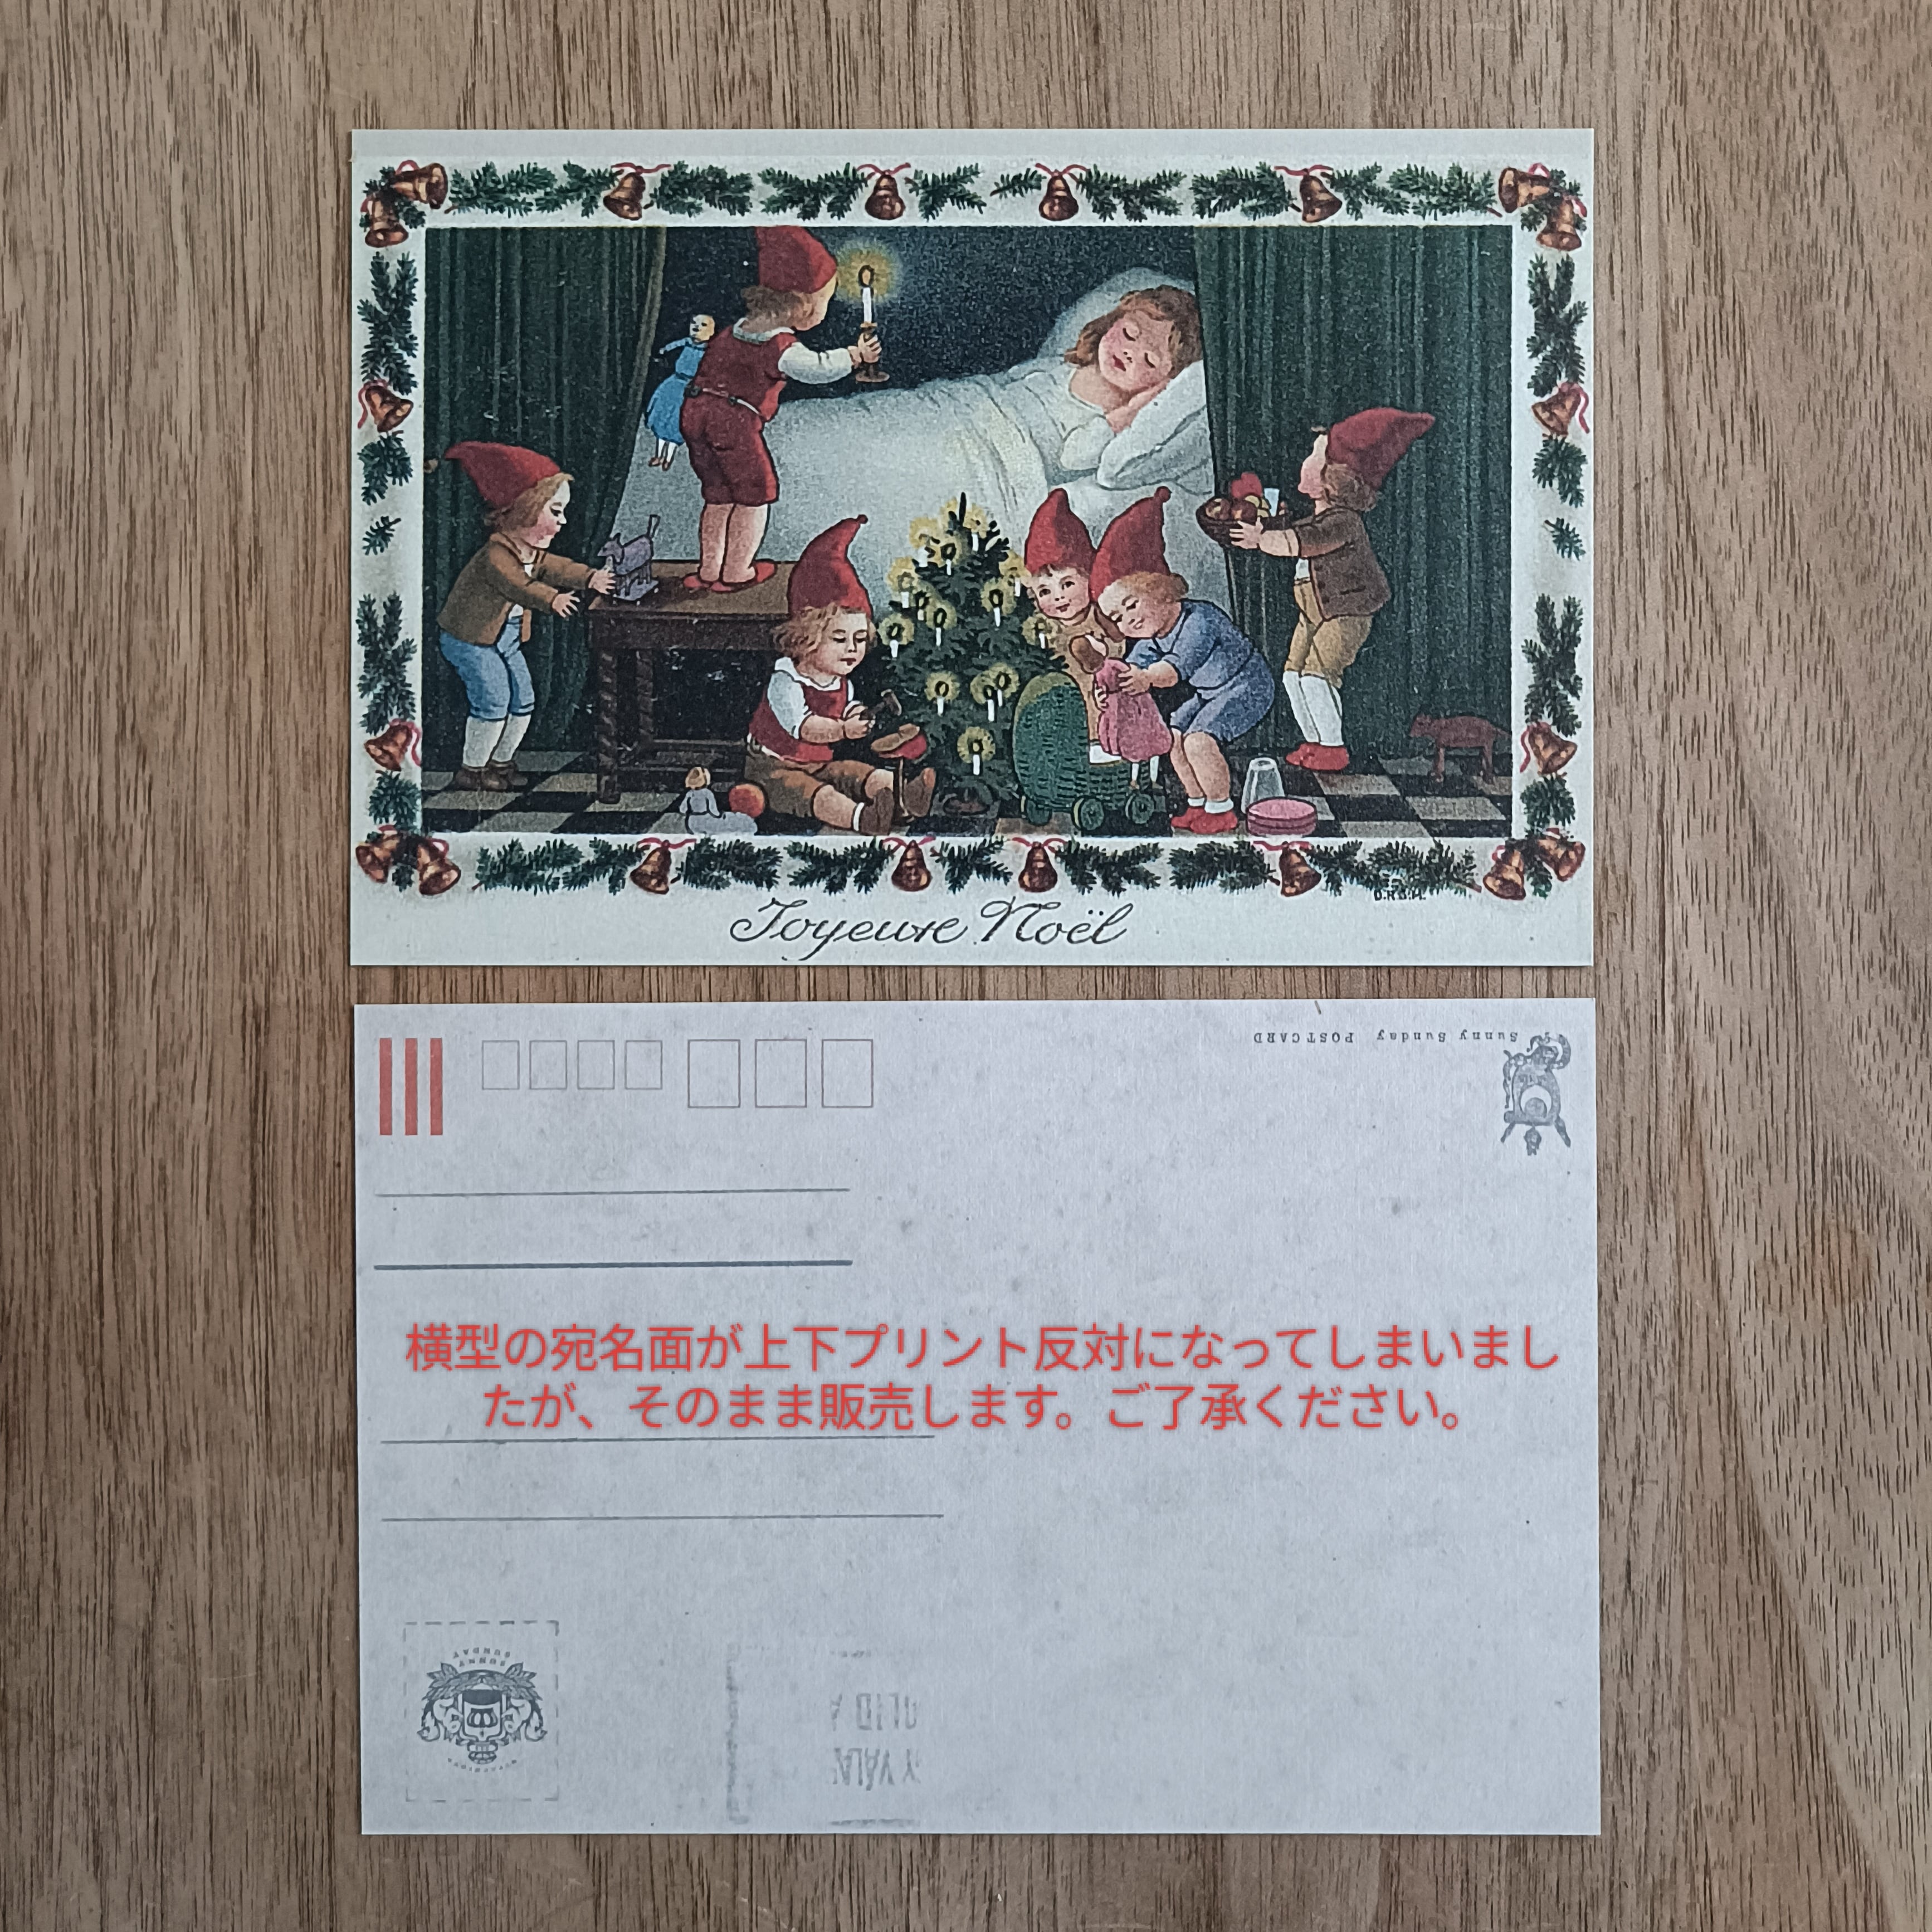 D.R.G.M.
Joyeuse Noël
Sunny Sunday POSTCARD
横型の宛名面が上下プリント反対になってしまいまし
たが、そのまま販売します。ご了承ください。
SUNNY
SUNDAY